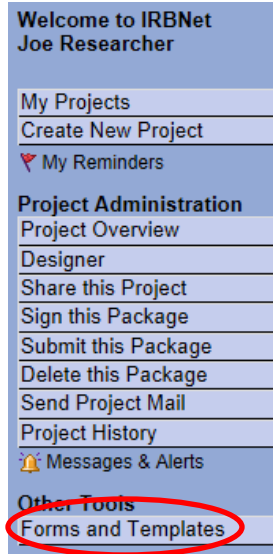 Welcome to IRBNet
Joe Researcher
My Projects
Create New Project
My Reminders
Project Administration
Project Overview
Designer
Share this Project
Sign this Package
Submit this Package
Delete this Package
Send Project Mail
Project History
Messages & Alerts
Other Tools
Forms and Templates